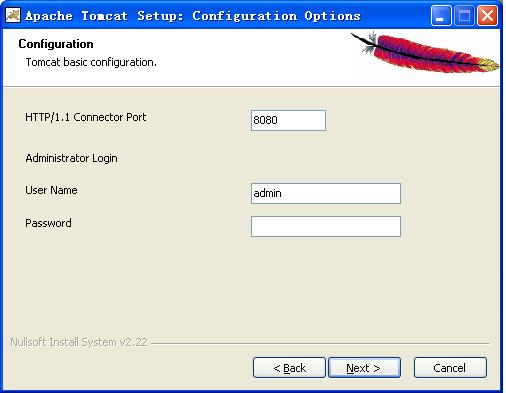 Apache Tomcat Setup: Configuration Options
Configuration
Tomcat basic configuration.
HTTP/1.1 Connector Port
8080
Administrator Login
User Name
admin
Password
Nullsoft Install System v2.22
< Back
Next >
Cancel